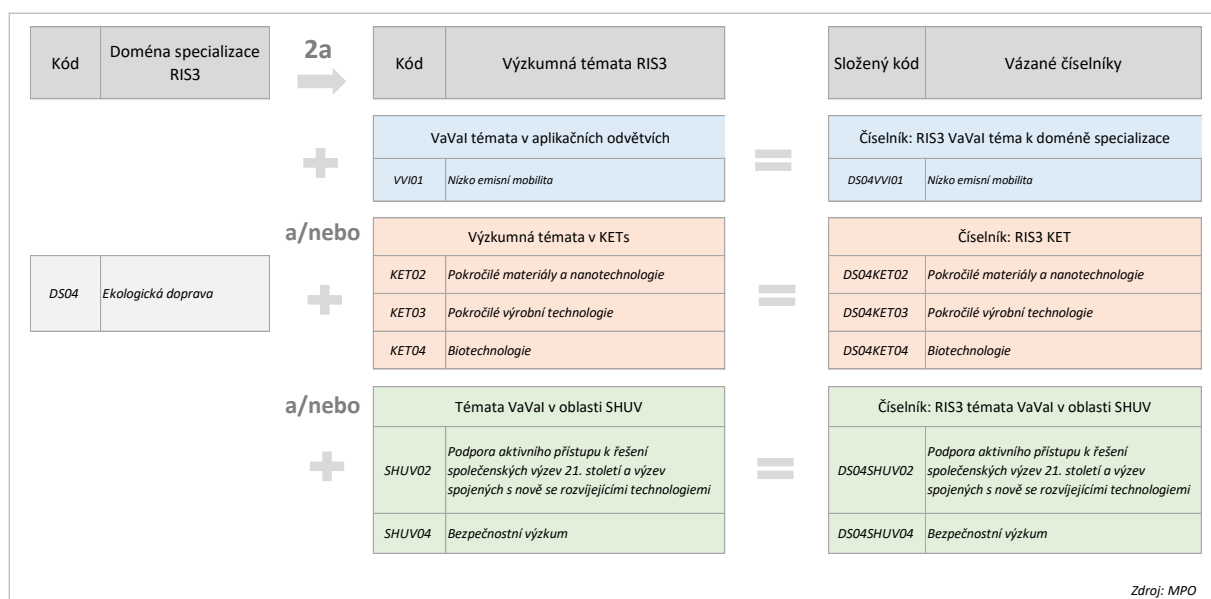 Kód
Doména specializace
RIS3
2a
Kód
Výzkumná témata RIS3
Složený kód
Vázané číselníky
VaVaI témata v aplikačních odvětvích
VVI01 Nízko emisní mobilita
Číselník: RIS3 VaVaI téma k doméně specializace
DS04VVI01 Nízko emisní mobilita
DS04 Ekologická doprava
a/nebo
Výzkumná témata v KETs
KET02 Pokročilé materiály a nanotechnologie
KET03 Pokročilé výrobní technologie
KET04 Biotechnologie
Číselník: RIS3 KET
DS04KET02 Pokročilé materiály a nanotechnologie
DS04KET03 Pokročilé výrobní technologie
DS04KET04 Biotechnologie
a/nebo
Témata VaVaI v oblasti SHUV
SHUV02
Podpora aktivního přístupu k řešení
společenských výzev 21. století a výzev
spojených s nově se rozvíjejícími technologiemi
SHUV04 Bezpečnostní výzkum
Číselník: RIS3 témata VaVaI v oblasti SHUV
DS04SHUV02
Podpora aktivního přístupu k řešení
společenských výzev 21. století a výzev
spojených s nově se rozvíjejícími technologiemi
DS04SHUV04 Bezpečnostní výzkum
Zdroj: MPO